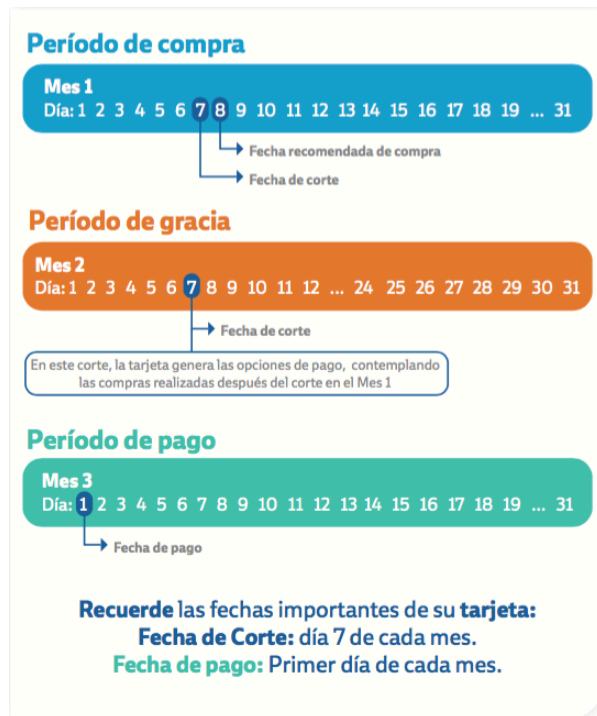 Período de compra
Mes 1
Día: 1 2 3 4 5 6 7 8 9 10 11 12 13 14 15 16 17 18 19 ... 31
Fecha recomendada de compra
Fecha de corte
Período de gracia
Mes 2
Día: 1 2 3 4 5 6 7 8 9 10 11 12 ... 24 25 26 27 28 29 30 31
Fecha de corte
En este corte, la tarjeta genera las opciones de pago, contemplando
las compras realizadas después del corte en el Mes 1
Período de pago
Mes 3
Día: 1 2 3 4 5 6 7 8 9 10 11 12 13 14 15 16 17 18 19 ... 31
Fecha de pago
Recuerde las fechas importantes de su tarjeta:
Fecha de Corte: día 7 de cada mes.
Fecha de pago: Primer día de cada mes.